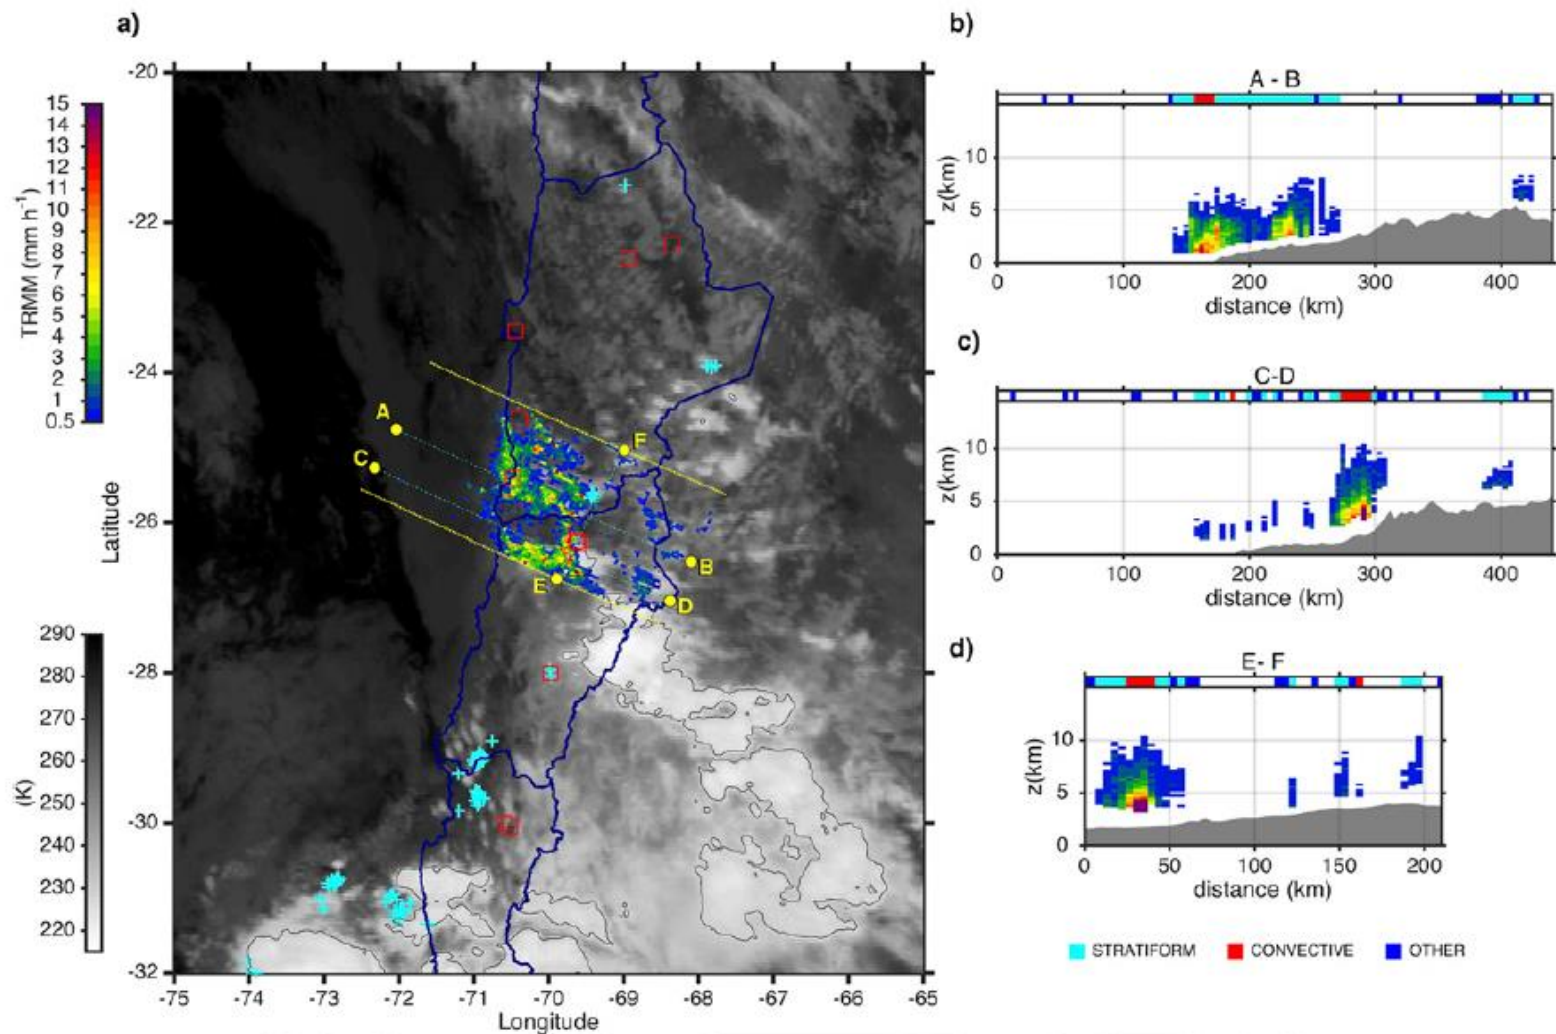 a)
-20
-22
-24
-26
-28
-30
-32
Latitude
-75 -74 -73 -72 -71 -70 -69 -68 -67 -66 -65
Longitude
A
C
F
B
E
D
15
14
13
12
11
10
9
8
7
6
5
4
3
2
1
0.5
TRMM (mm h⁻¹)
290
280
270
260
250
240
230
220
(K)
b)
A - B
10
5
0
z(km)
0 100 200 300 400
distance (km)
c)
C-D
10
5
0
z(km)
0 100 200 300 400
distance (km)
d)
E- F
10
5
0
z(km)
0 50 100 150 200
distance (km)
STRATIFORM CONVECTIVE OTHER